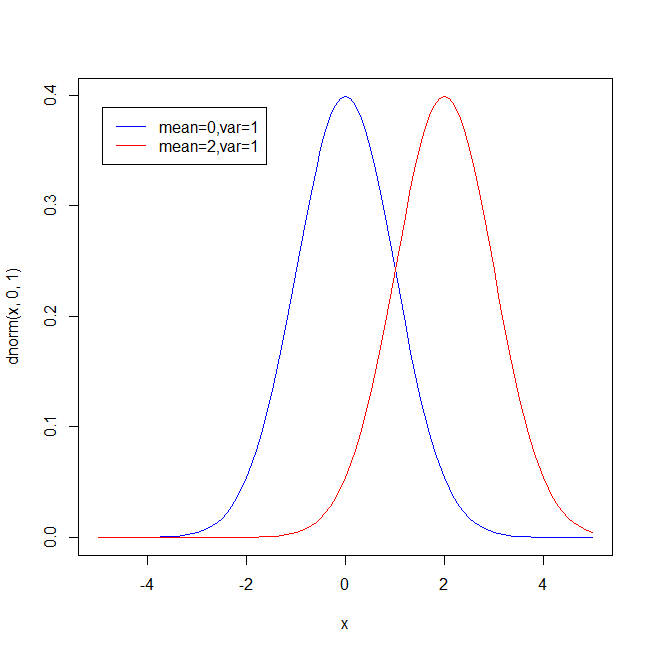 mean=0,var=1
mean=2,var=1
dnorm(x, 0, 1)
0.4
0.3
0.2
0.1
0.0
-4 -2 0 2 4
x